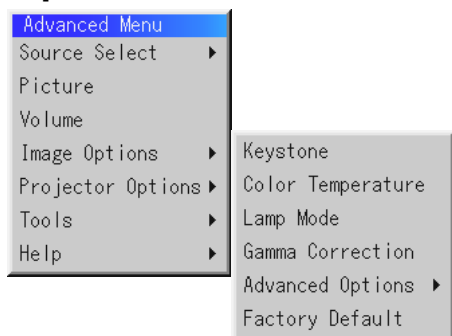 Advanced Menu
Source Select
Picture
Volume
Image Options
Projector Options
Tools
Help
Keystone
Color Temperature
Lamp Mode
Gamma Correction
Advanced Options
Factory Default